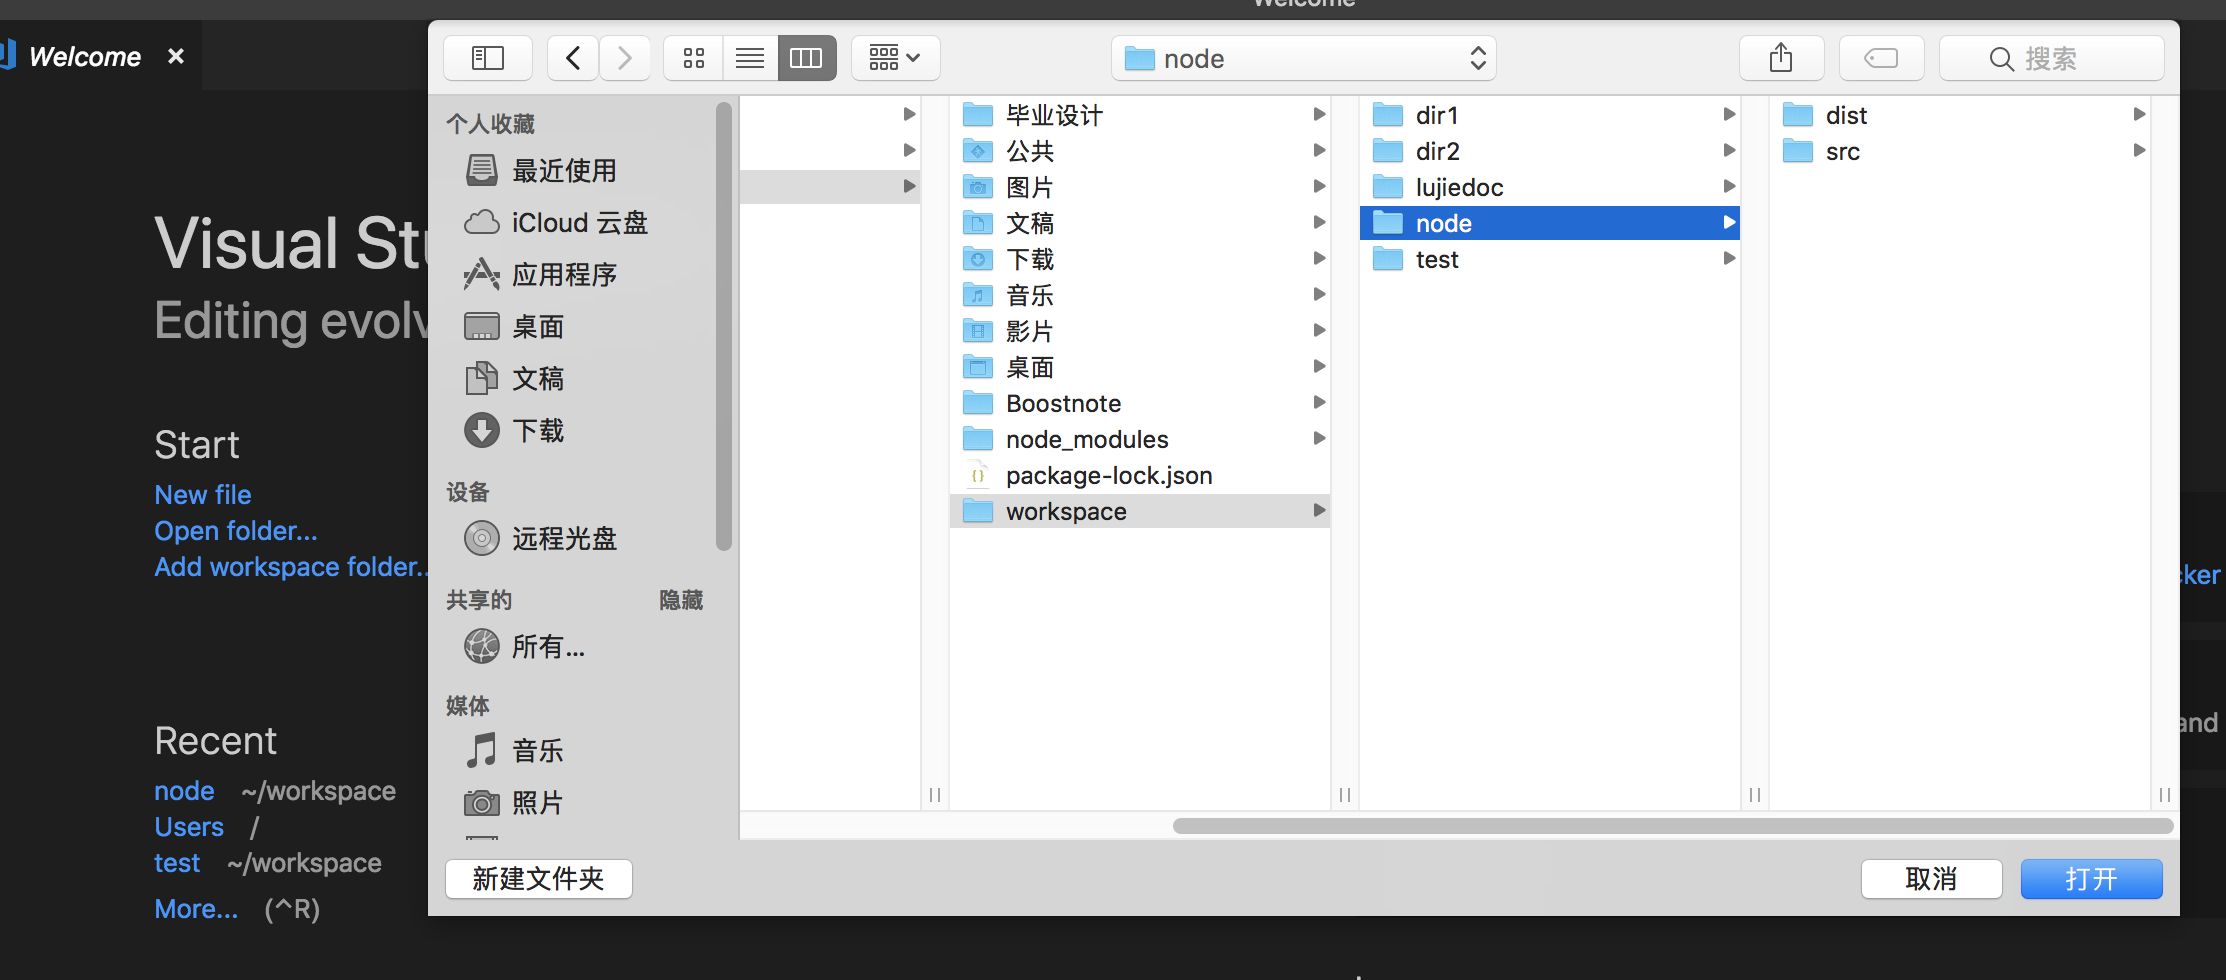 Welcome
Welcome
node
搜索
个人收藏
最近使用
iCloud 云盘
应用程序
桌面
文稿
下载
设备
远程光盘
共享的 隐藏
所有...
媒体
音乐
照片
毕业设计
公共
图片
文稿
下载
音乐
影片
桌面
Boostnote
node_modules
package-lock.json
workspace
dir1
dir2
lujiedoc
node
test
dist
src
新建文件夹
取消
打开
Visual Stu
Editing evolv
Start
New file
Open folder...
Add workspace folder..
Recent
node ~/workspace
Users /
test ~/workspace
More... (^R)
cker
and